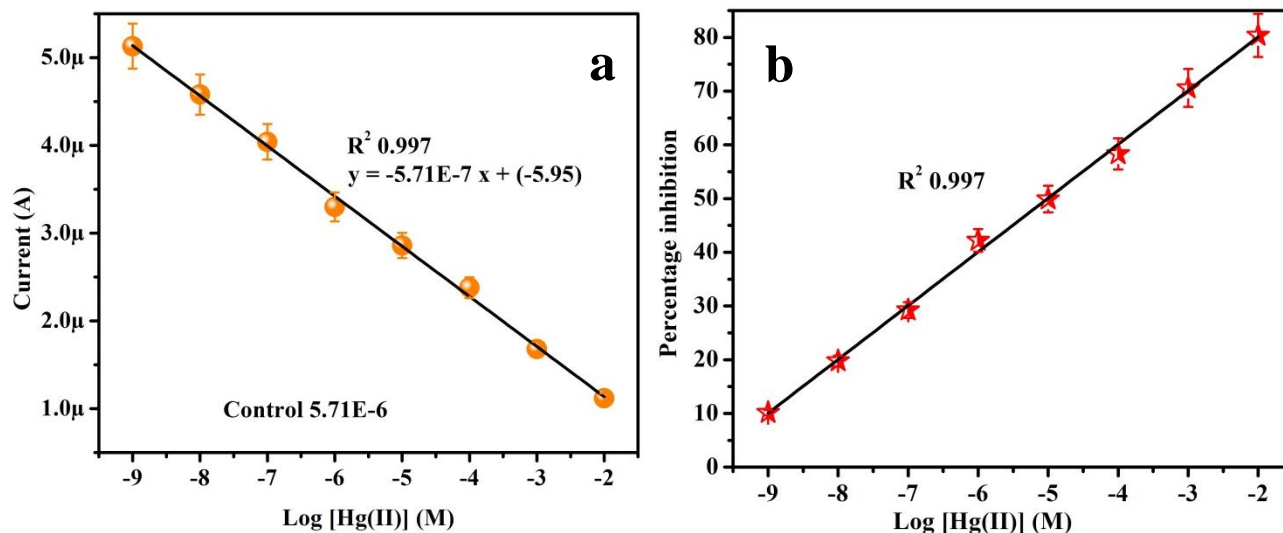 a
5.0µ
4.0µ
3.0µ
2.0µ
1.0µ
Current (A)
R² 0.997
y = -5.71E-7 x + (-5.95)
Control 5.71E-6
-9 -8 -7 -6 -5 -4 -3 -2
Log [Hg(II)] (M)
b
80
70
60
50
40
30
20
10
0
Percentage inhibition
R² 0.997
-9 -8 -7 -6 -5 -4 -3 -2
Log [Hg(II)] (M)